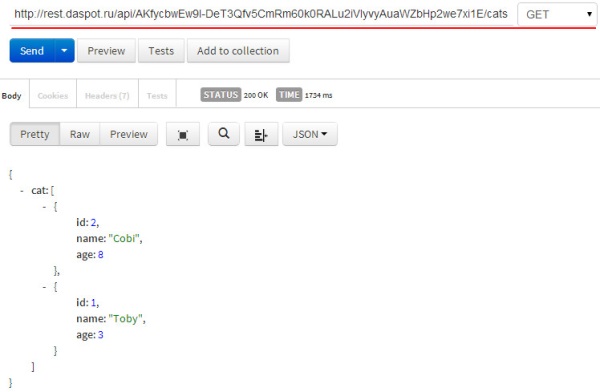 http://rest.daspot.ru/api/AKfycbwEw9I-DeT3Qfv5CmRm60k0RALu2iVlyvyAuaWZbHp2we7xi1E/cats GET
Send Preview Tests Add to collection
Body Cookies Headers (7) Tests STATUS 200 OK TIME 1734 ms
Pretty Raw Preview JSON
{
- cat: [
- {
id: 2,
name: "Cobi",
age: 8
},
- {
id: 1,
name: "Toby",
age: 3
}
]
}